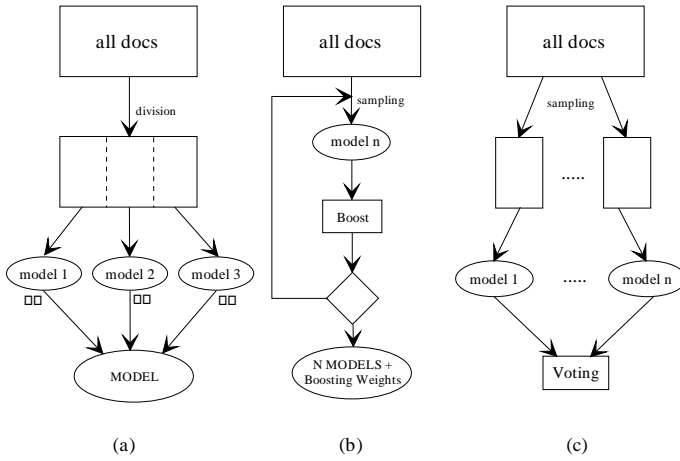 all docs
division
model 1
model 2
model 3
MODEL
(a)
all docs
sampling
model n
Boost
N MODELS +
Boosting Weights
(b)
all docs
sampling
.....
model 1
.....
model n
Voting
(c)